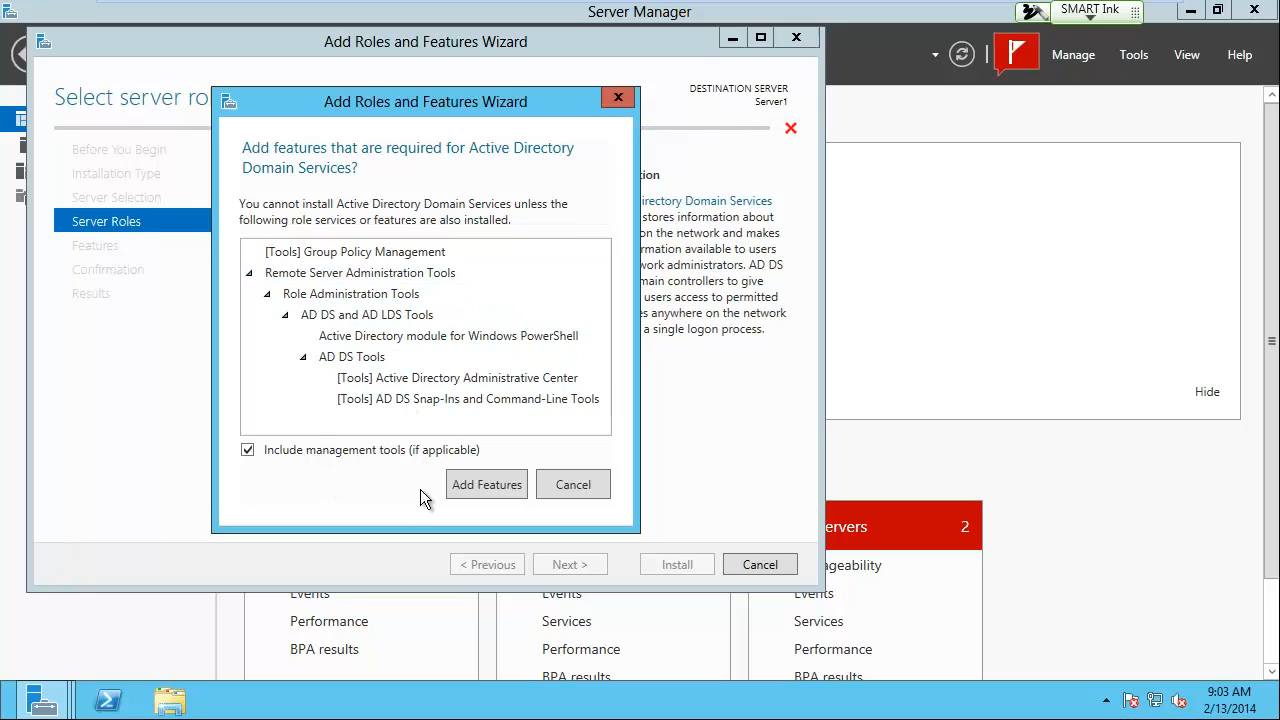 Server Manager
SMART Ink
Add Roles and Features Wizard
Manage
Tools
View
Help
Select server ro
DESTINATION SERVER
Server1
Before You Begin
Installation Type
Server Selection
Server Roles
Features
Confirmation
Results
Add Roles and Features Wizard
Add features that are required for Active Directory
Domain Services?
You cannot install Active Directory Domain Services unless the
following role services or features are also installed.
[Tools] Group Policy Management
Remote Server Administration Tools
Role Administration Tools
AD DS and AD LDS Tools
Active Directory module for Windows PowerShell
AD DS Tools
[Tools] Active Directory Administrative Center
[Tools] AD DS Snap-Ins and Command-Line Tools
Include management tools (if applicable)
Add Features
Cancel
tion
irectory Domain Services
stores information about
on the network and makes
rmation available to users
work administrators. AD DS
main controllers to give
users access to permitted
es anywhere on the network
a single logon process.
< Previous
Next >
Install
Cancel
Hide
ervers
2
ageability
Events
Events
Events
Performance
Services
Services
BPA results
Performance
Performance
BPA results
BPA results
9:03 AM
2/13/2014